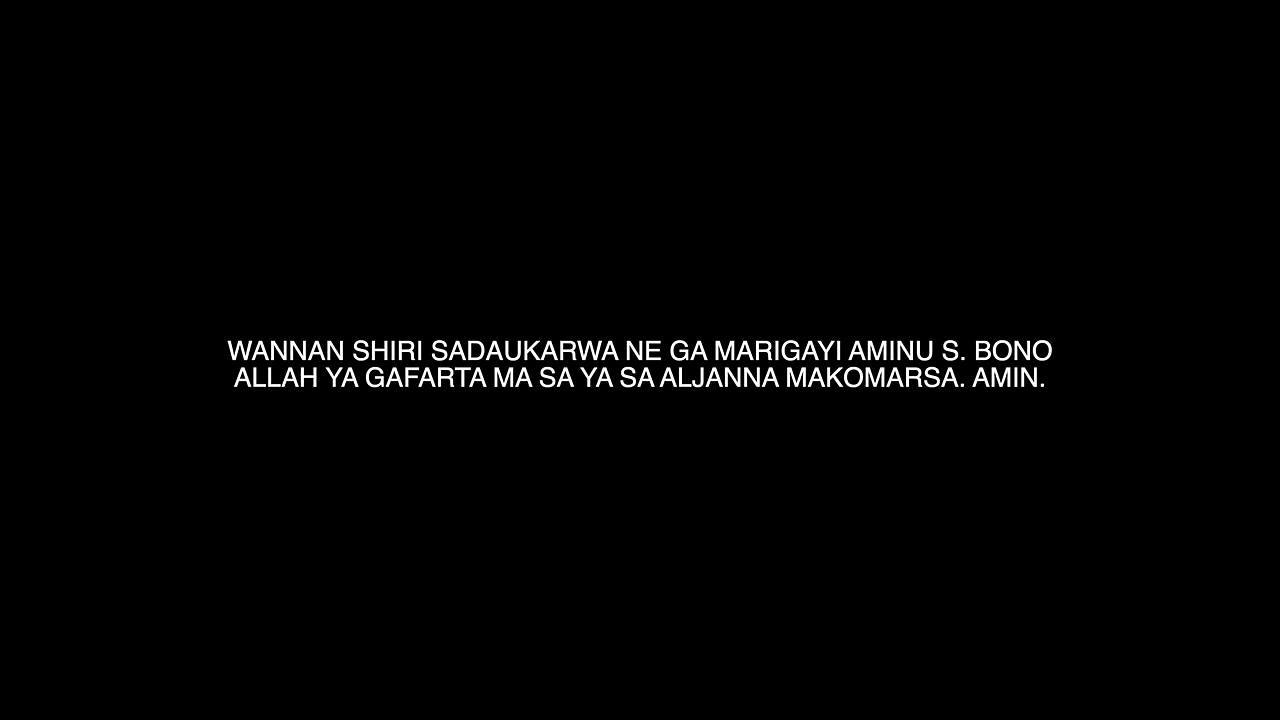 WANNAN SHIRI SADAUKARWA NE GA MARIGAYI AMINU S. BONO
ALLAH YA GAFARTA MA SA YA SA ALJANNA MAKOMARSA. AMIN.